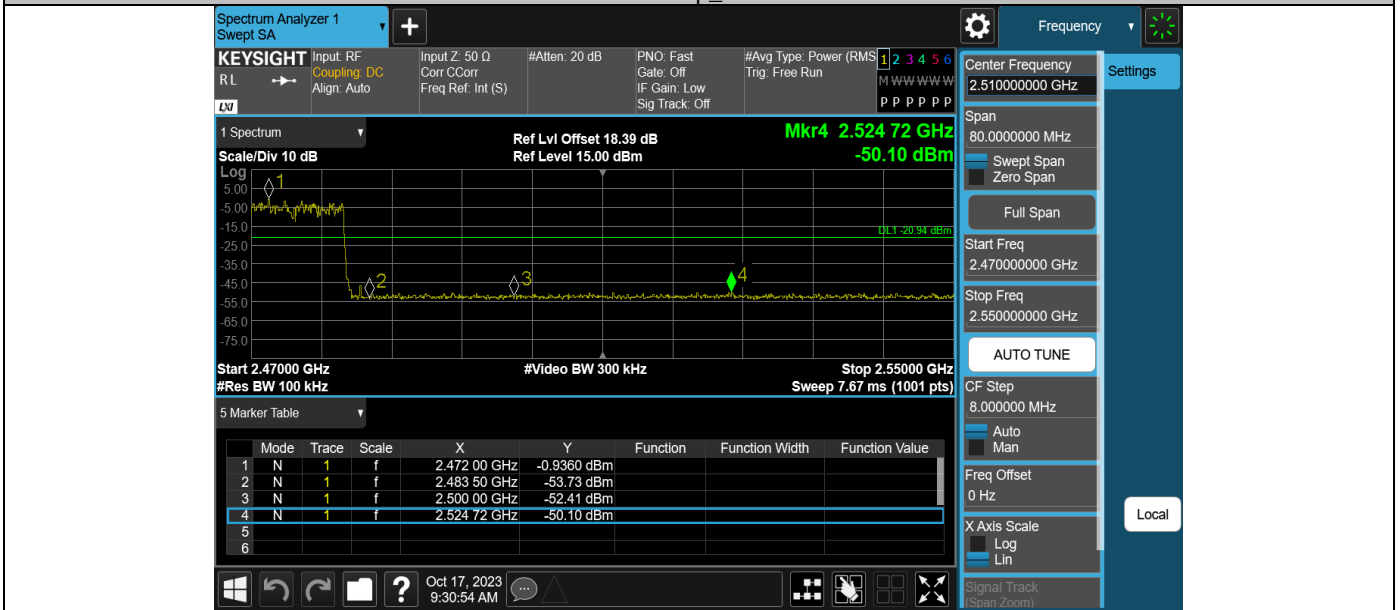 Spectrum Analyzer 1
Swept SA
+
Frequency
KEYSIGHT
RL
LXI
Input: RF
Coupling: DC
Align: Auto
Input Z: 50 Ω
Corr CCorr
Freq Ref: Int (S)
#Atten: 20 dB
PNO: Fast
Gate: Off
IF Gain: Low
Sig Track: Off
#Avg Type: Power (RMS
Trig: Free Run
1 2 3 4 5 6
M W W W W W
P P P P P P
1 Spectrum
Scale/Div 10 dB
Ref Lvl Offset 18.39 dB
Ref Level 15.00 dBm
Mkr4 2.524 72 GHz
-50.10 dBm
Log
5.00
-5.00
-15.0
-25.0
-35.0
-45.0
-55.0
-65.0
-75.0
1
2
3
4
DL1 -20.94 dBm
Start 2.47000 GHz
#Video BW 300 kHz
Stop 2.55000 GHz
#Res BW 100 kHz
Sweep 7.67 ms (1001 pts)
5 Marker Table
Mode Trace Scale X Y Function Function Width Function Value
1 N 1 f 2.472 00 GHz -0.9360 dBm
2 N 1 f 2.483 50 GHz -53.73 dBm
3 N 1 f 2.500 00 GHz -52.41 dBm
4 N 1 f 2.524 72 GHz -50.10 dBm
5
6
?
Oct 17, 2023
9:30:54 AM
Center Frequency
2.510000000 GHz
Settings
Span
80.0000000 MHz
Swept Span
Zero Span
Full Span
Start Freq
2.470000000 GHz
Stop Freq
2.550000000 GHz
AUTO TUNE
CF Step
8.000000 MHz
Auto
Man
Freq Offset
0 Hz
Local
X Axis Scale
Log
Lin
Signal Track
(Span Zoom)